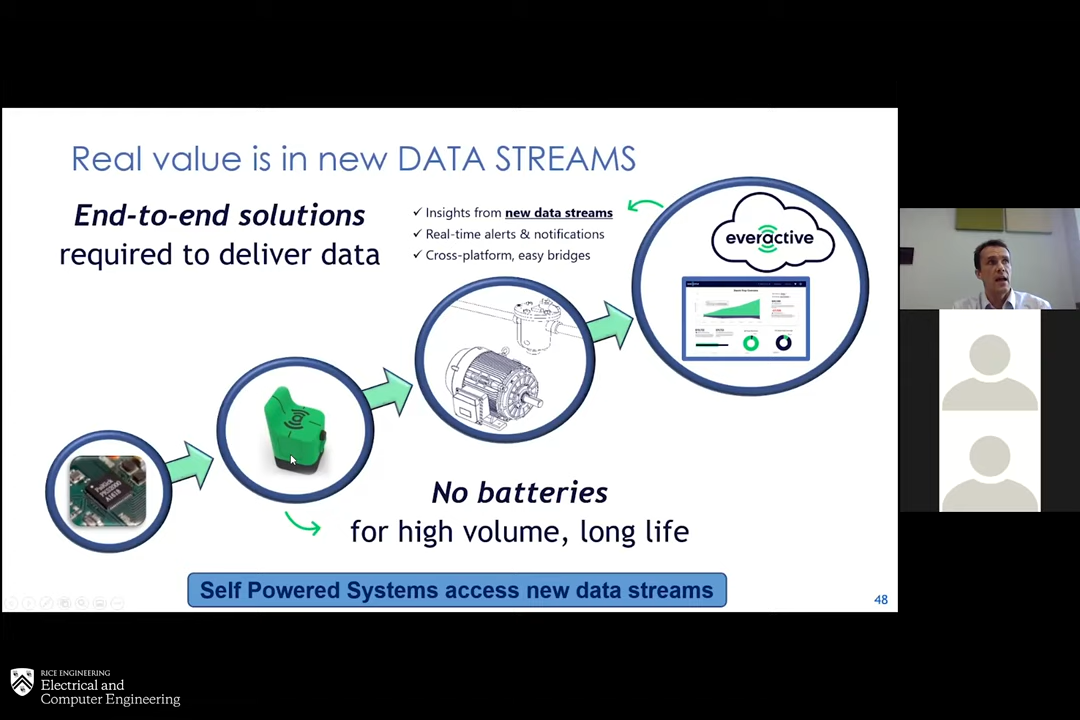 Real value is in new DATA STREAMS
End-to-end solutions
required to deliver data
✓ Insights from new data streams
✓ Real-time alerts & notifications
✓ Cross-platform, easy bridges
everactive
No batteries
for high volume, long life
Self Powered Systems access new data streams
48
RICE ENGINEERING
Electrical and
Computer Engineering